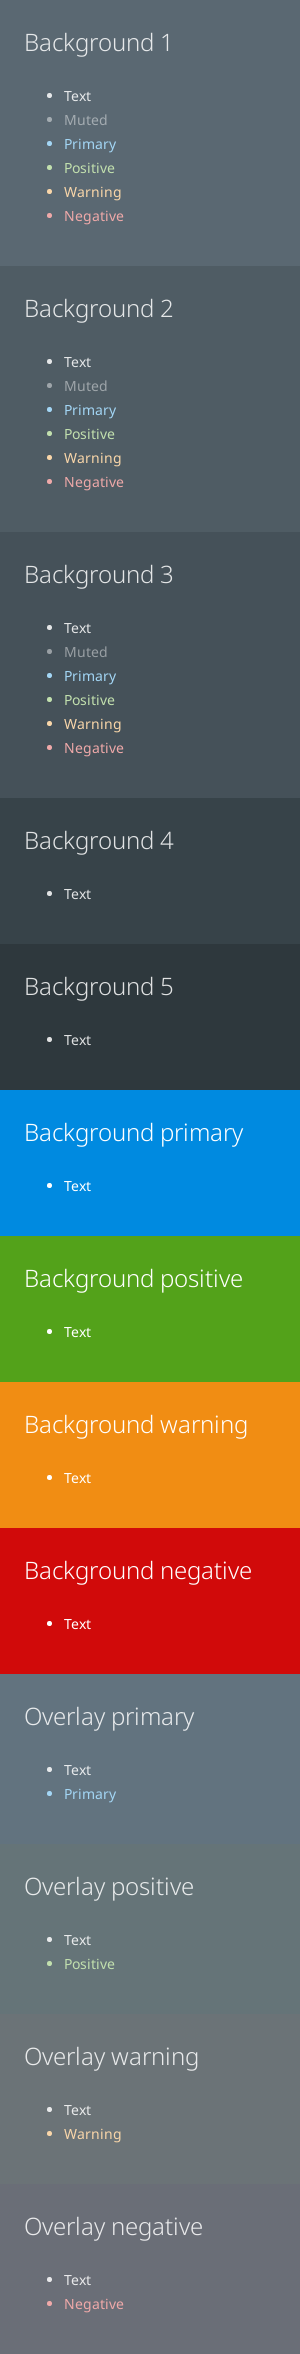 Background 1
Text
Muted
Primary
Positive
Warning
Negative
Background 2
Text
Muted
Primary
Positive
Warning
Negative
Background 3
Text
Muted
Primary
Positive
Warning
Negative
Background 4
Text
Background 5
Text
Background primary
Text
Background positive
Text
Background warning
Text
Background negative
Text
Overlay primary
Text
Primary
Overlay positive
Text
Positive
Overlay warning
Text
Warning
Overlay negative
Text
Negative